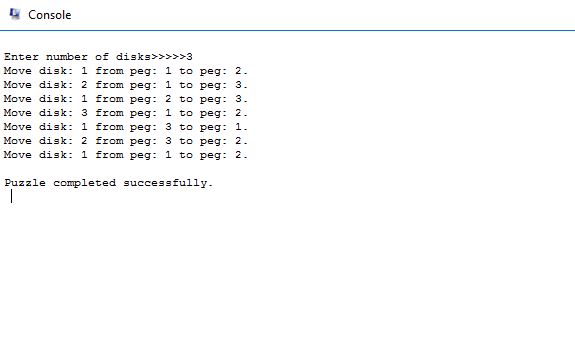 Console
Enter number of disks>>>>>3
Move disk: 1 from peg: 1 to peg: 2.
Move disk: 2 from peg: 1 to peg: 3.
Move disk: 1 from peg: 2 to peg: 3.
Move disk: 3 from peg: 1 to peg: 2.
Move disk: 1 from peg: 3 to peg: 1.
Move disk: 2 from peg: 3 to peg: 2.
Move disk: 1 from peg: 1 to peg: 2.
Puzzle completed successfully.